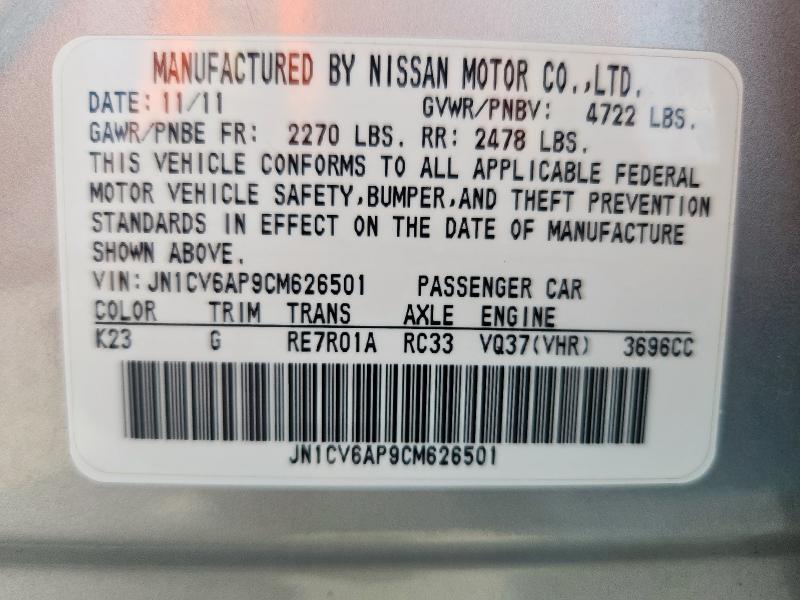 MANUFACTURED BY NISSAN MOTOR CO.,LTD.
DATE: 11/11 GVWR/PNBV: 4722 LBS.
GAWR/PNBE FR: 2270 LBS. RR: 2478 LBS.
THIS VEHICLE CONFORMS TO ALL APPLICABLE FEDERAL
MOTOR VEHICLE SAFETY,BUMPER,AND THEFT PREVENTION
STANDARDS IN EFFECT ON THE DATE OF MANUFACTURE
SHOWN ABOVE.
VIN:JN1CV6AP9CM626501 PASSENGER CAR
COLOR TRIM TRANS AXLE ENGINE
K23 G RE7R01A RC33 VQ37(VHR) 3696CC
JN1CV6AP9CM626501